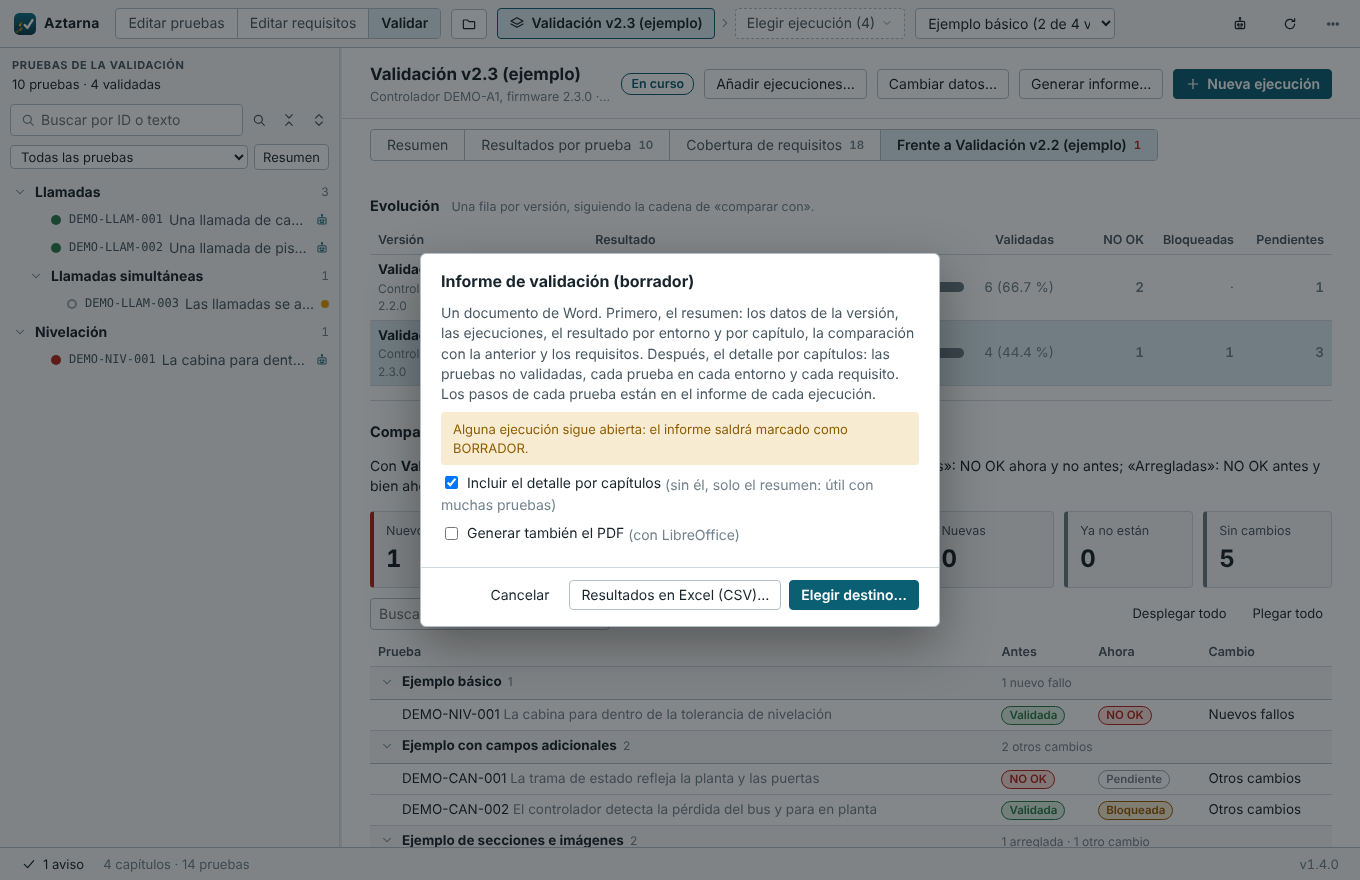 Aztarna
Editar pruebas
Editar requisitos
Validar
Validación v2.3 (ejemplo)
Elegir ejecución (4)
Ejemplo básico (2 de 4 v
PRUEBAS DE LA VALIDACIÓN
10 pruebas · 4 validadas
Buscar por ID o texto
Todas las pruebas
Resumen
Llamadas 3
DEMO-LLAM-001 Una llamada de ca...
DEMO-LLAM-002 Una llamada de pis...
Llamadas simultáneas 1
DEMO-LLAM-003 Las llamadas se a...
Nivelación 1
DEMO-NIV-001 La cabina para dent...
Validación v2.3 (ejemplo)
Controlador DEMO-A1, firmware 2.3.0 ·...
En curso
Añadir ejecuciones...
Cambiar datos...
Generar informe...
Nueva ejecución
Resumen
Resultados por prueba 10
Cobertura de requisitos 18
Frente a Validación v2.2 (ejemplo) 1
Evolución Una fila por versión, siguiendo la cadena de «comparar con».
Versión Resultado Validadas NO OK Bloqueadas Pendientes
Valida
Control
2.2.0
6 (66.7 %) 2 · 1
Valida
Control
2.3.0
4 (44.4 %) 1 1 3
Compa
Con Val
s»: NO OK ahora y no antes; «Arregladas»: NO OK antes y
bien aho
Nuevo
1
Nuevas
0
Ya no están
0
Sin cambios
5
Busca
Desplegar todo
Plegar todo
Prueba Antes Ahora Cambio
Ejemplo básico 1 1 nuevo fallo
DEMO-NIV-001 La cabina para dentro de la tolerancia de nivelación Validada NO OK Nuevos fallos
Ejemplo con campos adicionales 2 2 otros cambios
DEMO-CAN-001 La trama de estado refleja la planta y las puertas NO OK Pendiente Otros cambios
DEMO-CAN-002 El controlador detecta la pérdida del bus y para en planta Validada Bloqueada Otros cambios
Ejemplo de secciones e imágenes 2 1 arreglada · 1 otro cambio
Informe de validación (borrador)
Un documento de Word. Primero, el resumen: los datos de la versión,
las ejecuciones, el resultado por entorno y por capítulo, la comparación
con la anterior y los requisitos. Después, el detalle por capítulos: las
pruebas no validadas, cada prueba en cada entorno y cada requisito.
Los pasos de cada prueba están en el informe de cada ejecución.
Alguna ejecución sigue abierta: el informe saldrá marcado como
BORRADOR.
Incluir el detalle por capítulos (sin él, solo el resumen: útil con
muchas pruebas)
Generar también el PDF (con LibreOffice)
Cancelar
Resultados en Excel (CSV)...
Elegir destino...
1 aviso
4 capítulos · 14 pruebas
v1.4.0